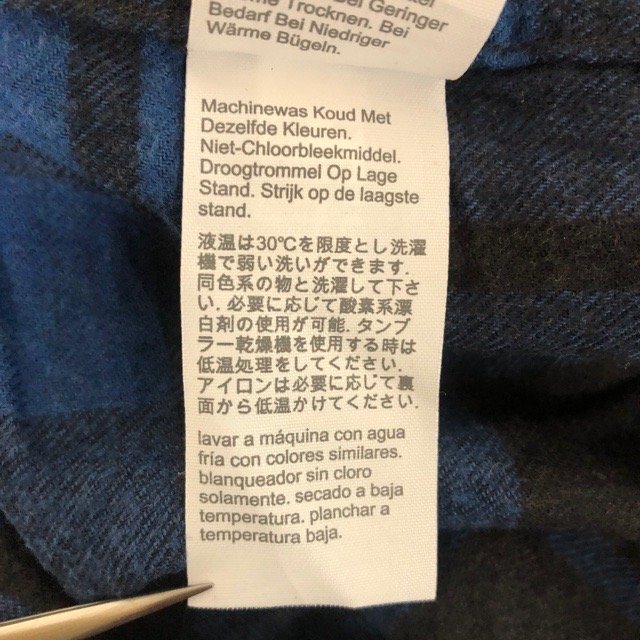 Geringer
Trocknen. Bei
Bedarf Bei Niedriger
Wärme Bügeln.
Machinewas Koud Met
Dezelfde Kleuren.
Niet-Chloorbleekmiddel.
Droogtrommel Op Lage
Stand. Strijk op de laagste
stand.
液温は30℃を限度とし洗濯
機で弱い洗いができます.
同色系の物と洗濯して下さ
い. 必要に応じて酸素系漂
白剤の使用が可能. タンブ
ラー乾燥機を使用する時は
低温処理をしてください.
アイロンは必要に応じて裏
面から低温かけてください.
lavar a máquina con agua
fría con colores similares.
blanqueador sin cloro
solamente. secado a baja
temperatura. planchar a
temperatura baja.